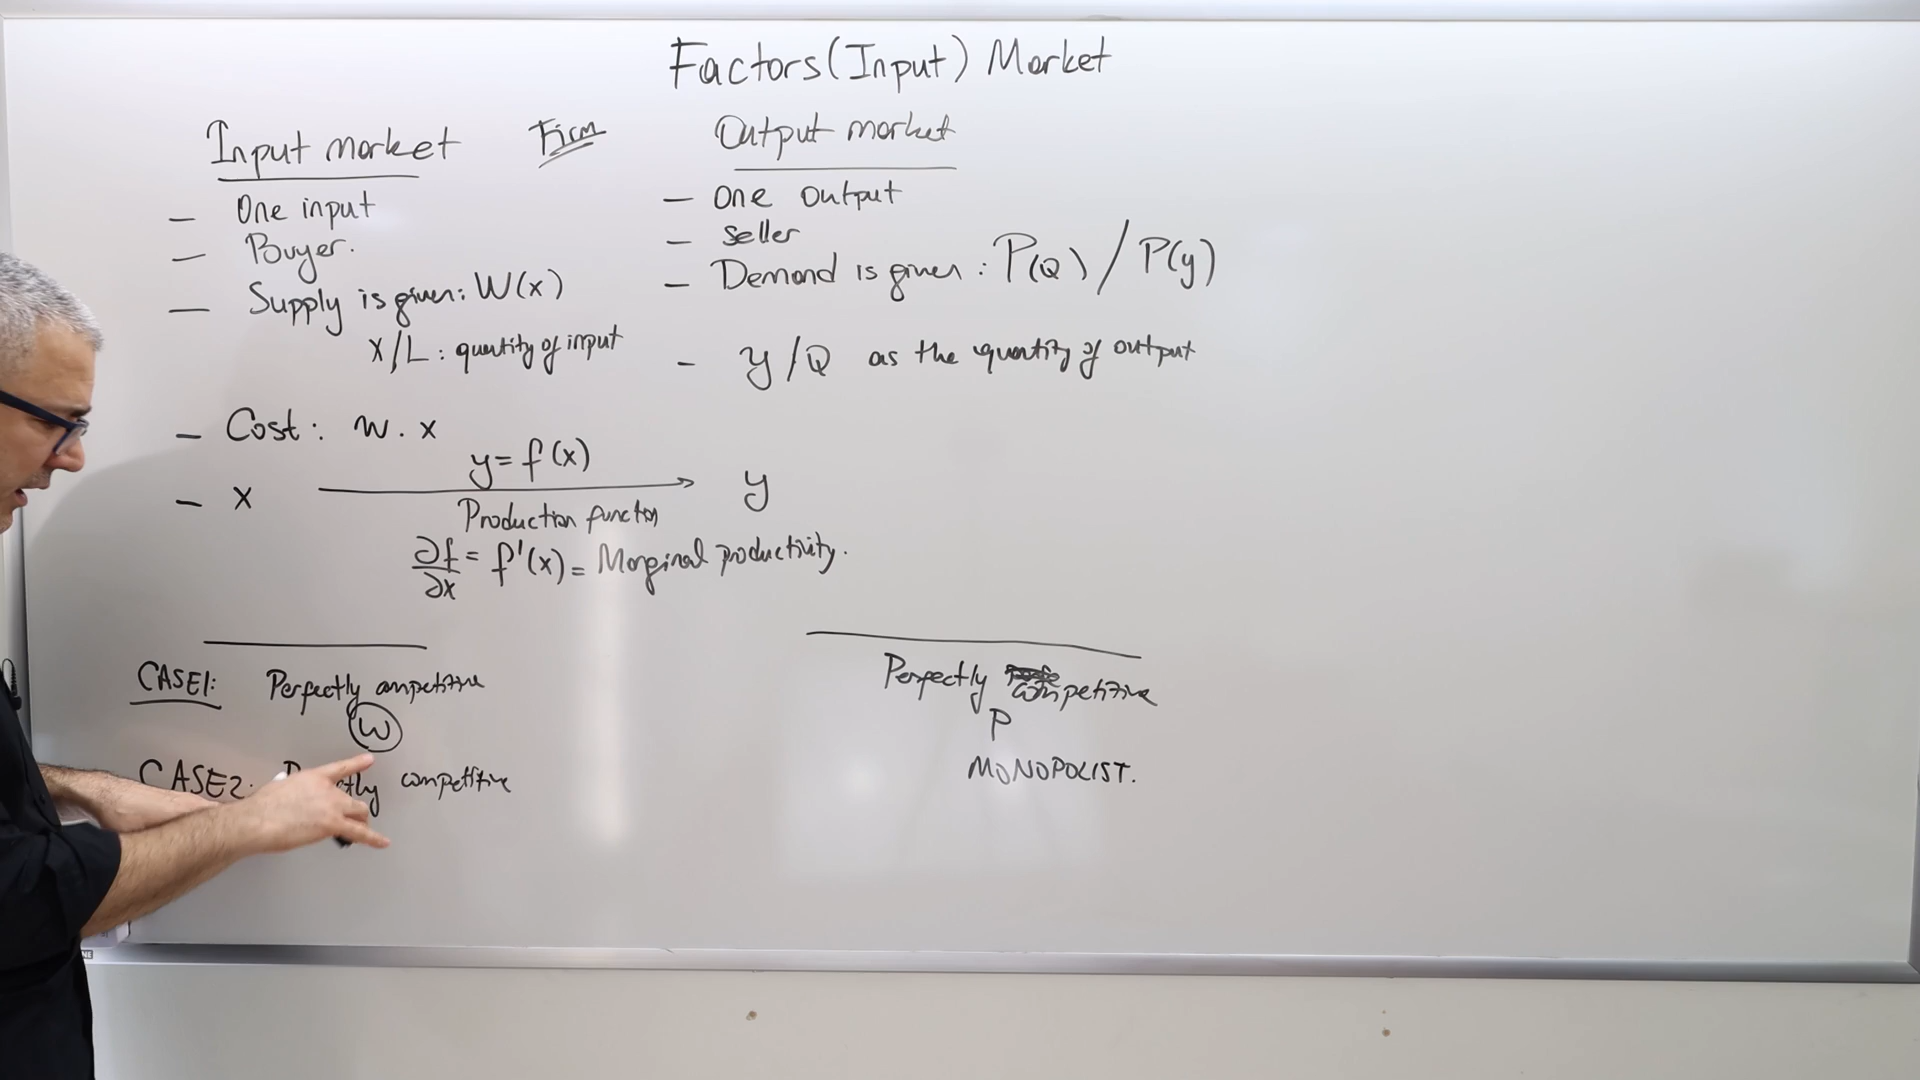 Factors (Input) Market
Input market
Firm
Output market
– One input
– Buyer.
– Supply is given: W(x)
x/L: quantity of input
– Cost: w . x
– One output
– Seller
– Demand is given: P(Q) / P(y)
– y/Q as the quantity of output
– x
y = f(x)
Production function
y
∂f/∂x = f'(x) = Marginal productivity.
CASE1: Perfectly competitive
W
Perfectly competitive
P
CASE2: competitive
MONOPOLIST.